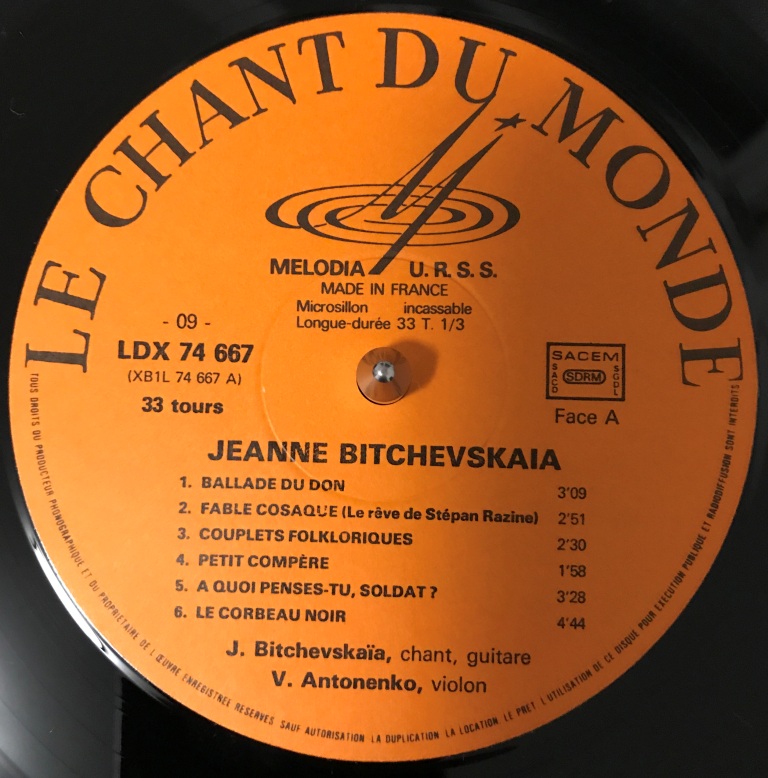 LE CHANT DU MONDE
MELODIA U.R.S.S.
MADE IN FRANCE
Microsillon incassable
Longue-durée 33 T. 1/3
- 09 -
LDX 74 667
(XB1L 74 667 A)
33 tours
SACEM
SACD SDRM SGDL
Face A
JEANNE BITCHEVSKAIA
1. BALLADE DU DON 3'09
2. FABLE COSAQUE (Le rêve de Stépan Razine) 2'51
3. COUPLETS FOLKLORIQUES 2'30
4. PETIT COMPÈRE 1'58
5. A QUOI PENSES-TU, SOLDAT ? 3'28
6. LE CORBEAU NOIR 4'44
J. Bitchevskaïa, chant, guitare
V. Antonenko, violon
TOUS DROITS DU PRODUCTEUR PHONOGRAPHIQUE ET DU PROPRIETAIRE DE L'ŒUVRE ENREGISTREE RESERVES SAUF AUTORISATION LA DUPLICATION LA LOCATION LE PRET L'UTILISATION DE CE DISQUE POUR EXECUTION PUBLIQUE ET RADIODIFFUSION SONT INTERDITS